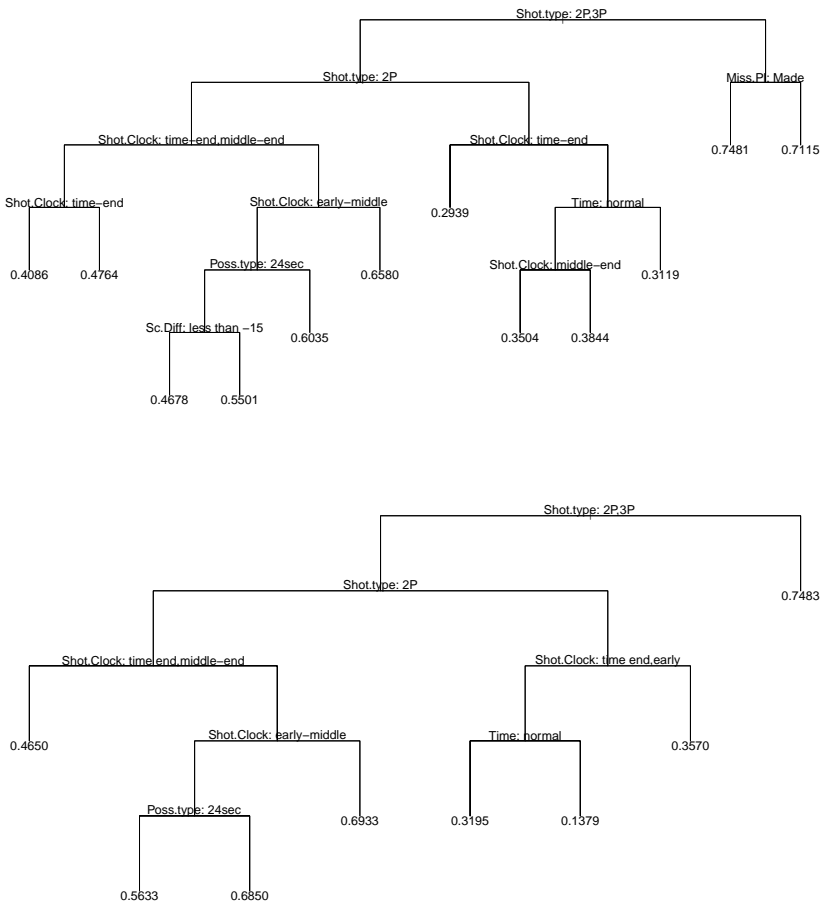 Shot.type: 2P,3P
Shot.type: 2P
Miss.Pl: Made
Shot.Clock: time−end,middle−end
Shot.Clock: time−end
0.7481
0.7115
Shot.Clock: time−end
Shot.Clock: early−middle
0.2939
Time: normal
0.4086
0.4764
Poss.type: 24sec
0.6580
Shot.Clock: middle−end
0.3119
Sc.Diff: less than −15
0.6035
0.3504
0.3844
0.4678
0.5501
Shot.type: 2P,3P
Shot.type: 2P
0.7483
Shot.Clock: time end,middle−end
Shot.Clock: time end,early
0.4650
Shot.Clock: early−middle
Time: normal
0.3570
Poss.type: 24sec
0.6933
0.3195
0.1379
0.5633
0.6850